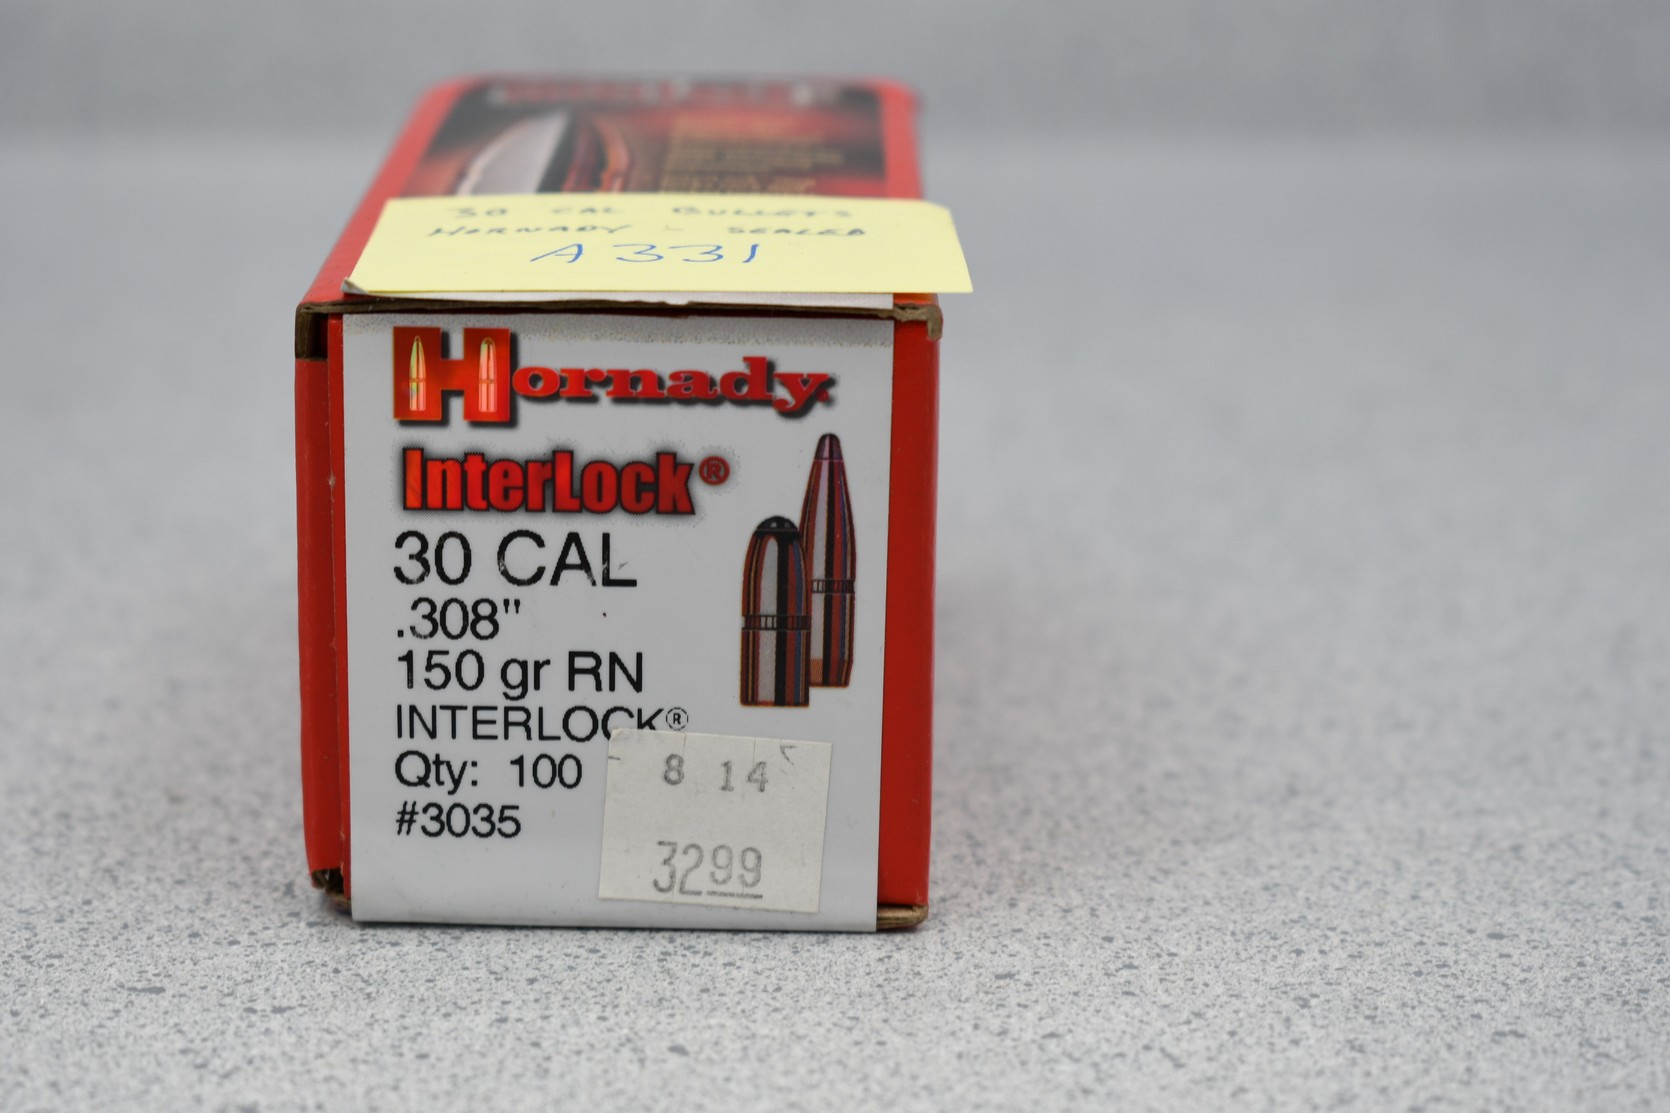 30 CAL BULLETS
HORNADY - SEALED
A331
Hornady
InterLock®
30 CAL
.308"
150 gr RN
INTERLOCK®
Qty: 100
#3035
8 14
3299